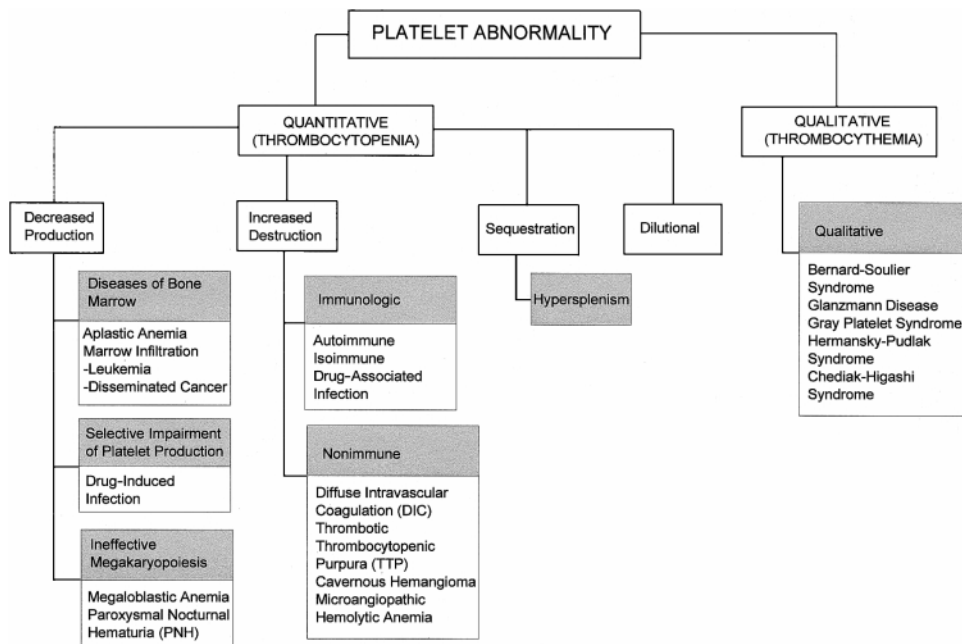 PLATELET ABNORMALITY
QUANTITATIVE
(THROMBOCYTOPENIA)
QUALITATIVE
(THROMBOCYTHEMIA)
Decreased
Production
Increased
Destruction
Sequestration
Dilutional
Diseases of Bone
Marrow
Aplastic Anemia
Marrow Infiltration
-Leukemia
-Disseminated Cancer
Selective Impairment
of Platelet Production
Drug-Induced
Infection
Ineffective
Megakaryopoiesis
Megaloblastic Anemia
Paroxysmal Nocturnal
Hematuria (PNH)
Immunologic
Autoimmune
Isoimmune
Drug-Associated
Infection
Nonimmune
Diffuse Intravascular
Coagulation (DIC)
Thrombotic
Thrombocytopenic
Purpura (TTP)
Cavernous Hemangioma
Microangiopathic
Hemolytic Anemia
Hypersplenism
Qualitative
Bernard-Soulier
Syndrome
Glanzmann Disease
Gray Platelet Syndrome
Hermansky-Pudlak
Syndrome
Chediak-Higashi
Syndrome